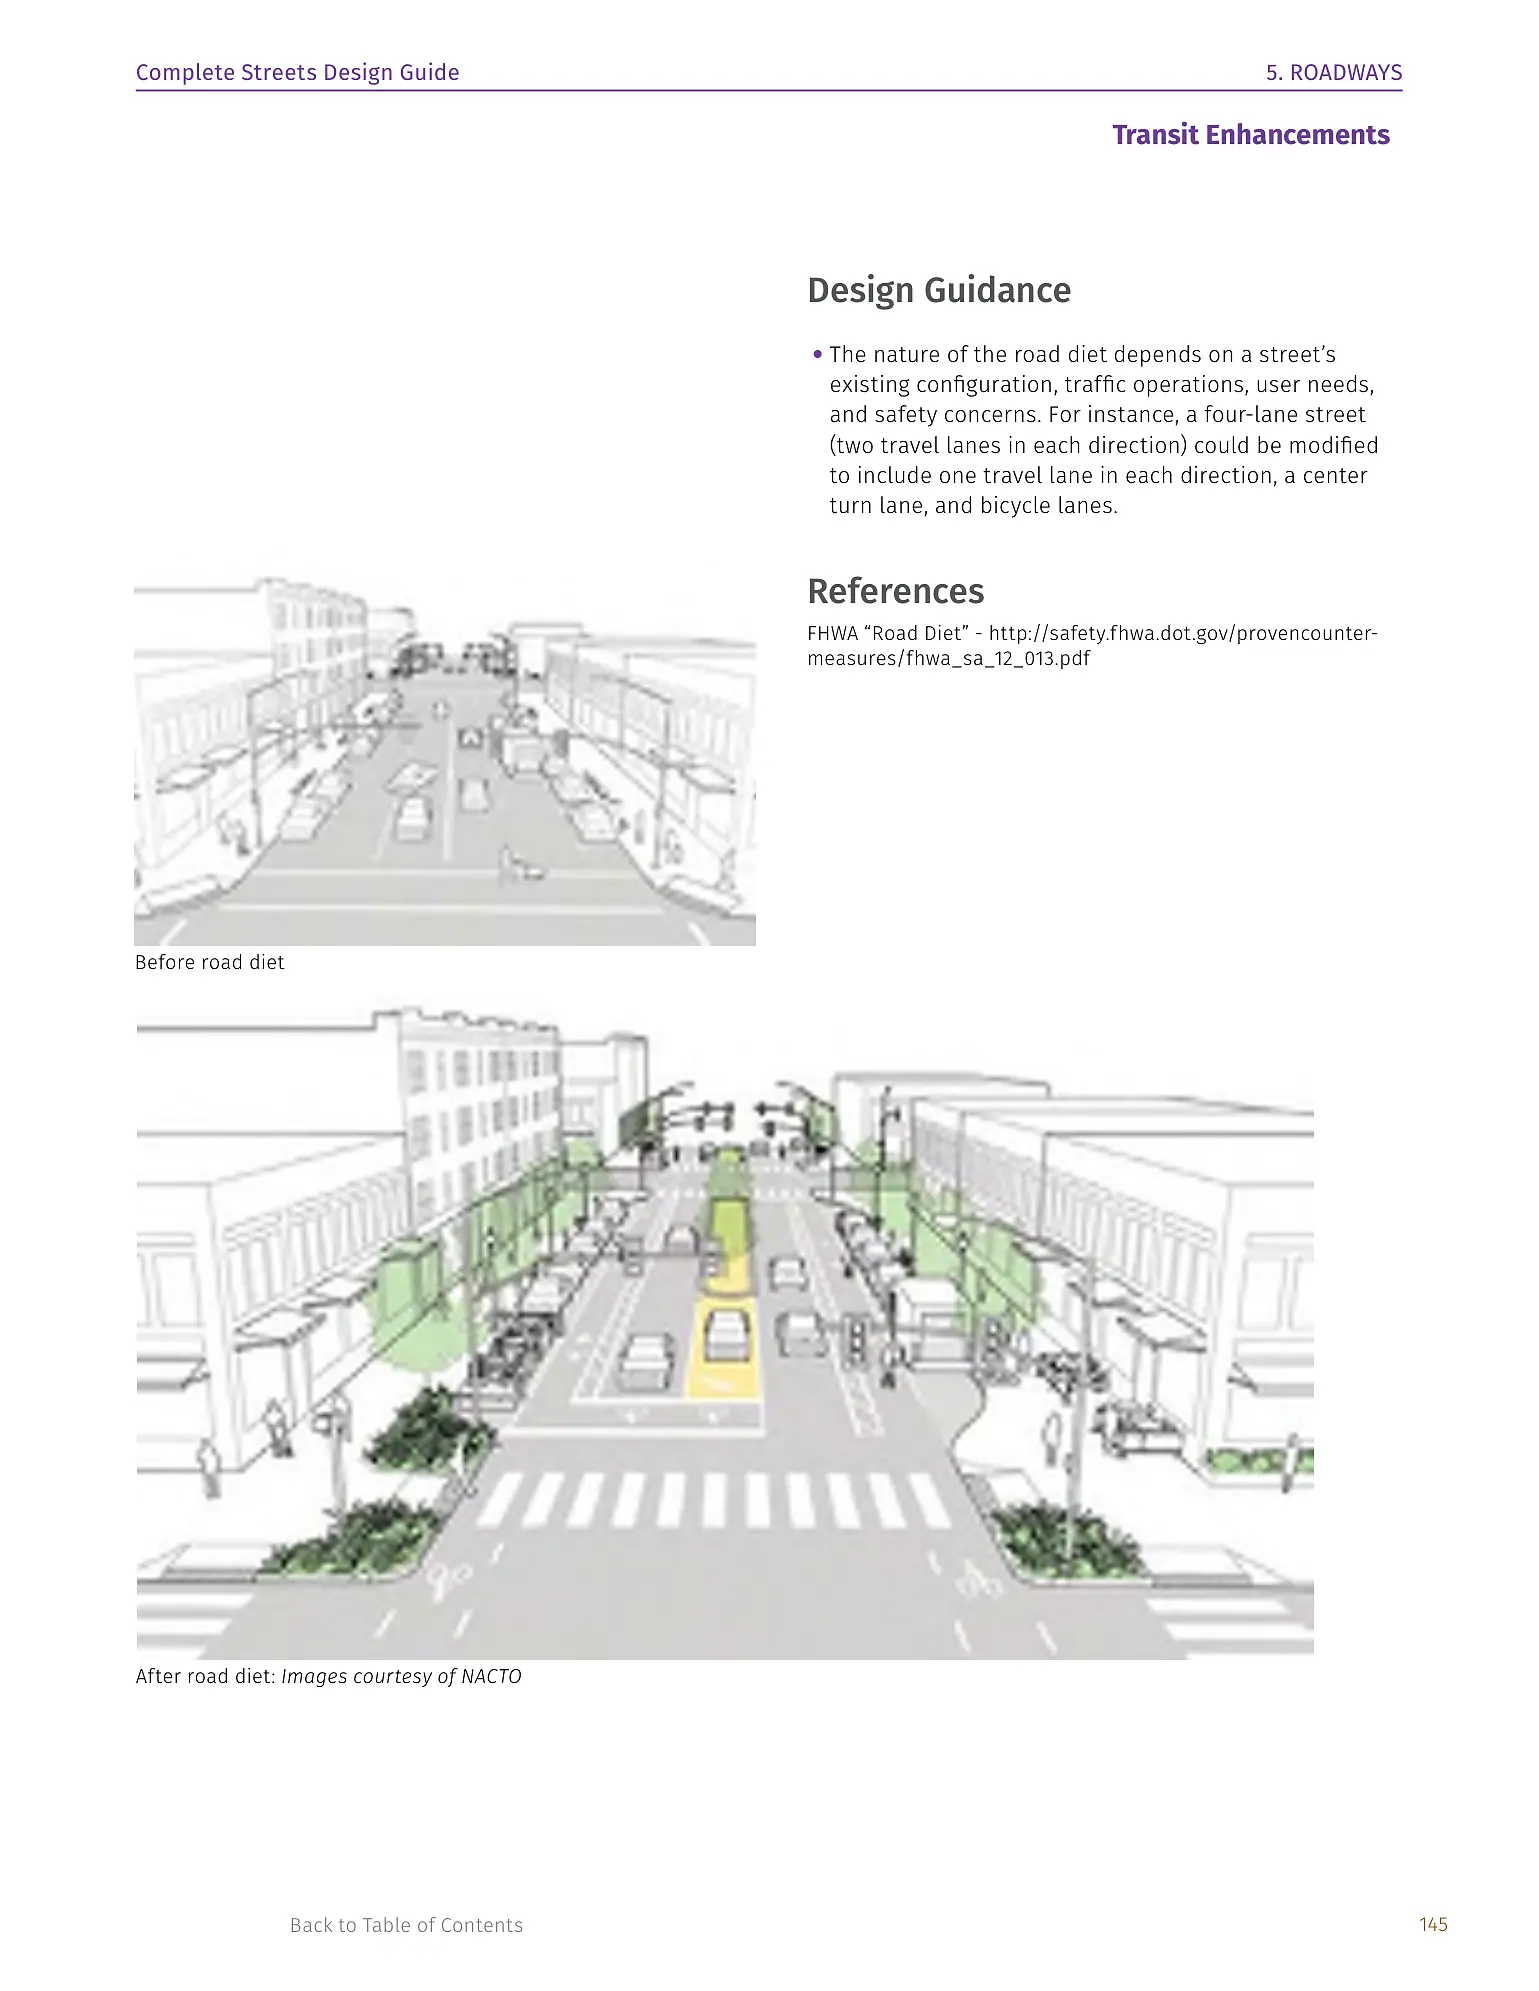 Complete Streets Design Guide
5. ROADWAYS
Transit Enhancements
Design Guidance
• The nature of the road diet depends on a street’s
existing configuration, traffic operations, user needs,
and safety concerns. For instance, a four-lane street
(two travel lanes in each direction) could be modified
to include one travel lane in each direction, a center
turn lane, and bicycle lanes.
References
FHWA “Road Diet” - http://safety.fhwa.dot.gov/provencounter-
measures/fhwa_sa_12_013.pdf
Before road diet
After road diet: Images courtesy of NACTO
Back to Table of Contents
145